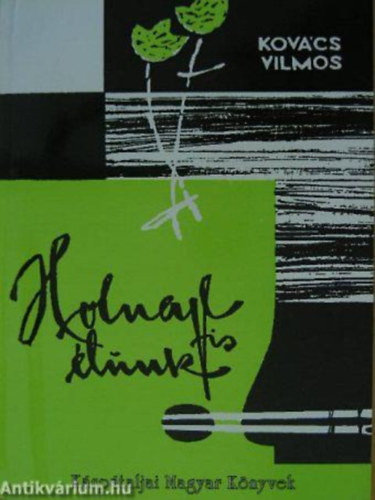 KOVÁCS
VILMOS
Holnap is
élünk
Kárpátaljai Magyar Könyvek
Antikvárium.hu